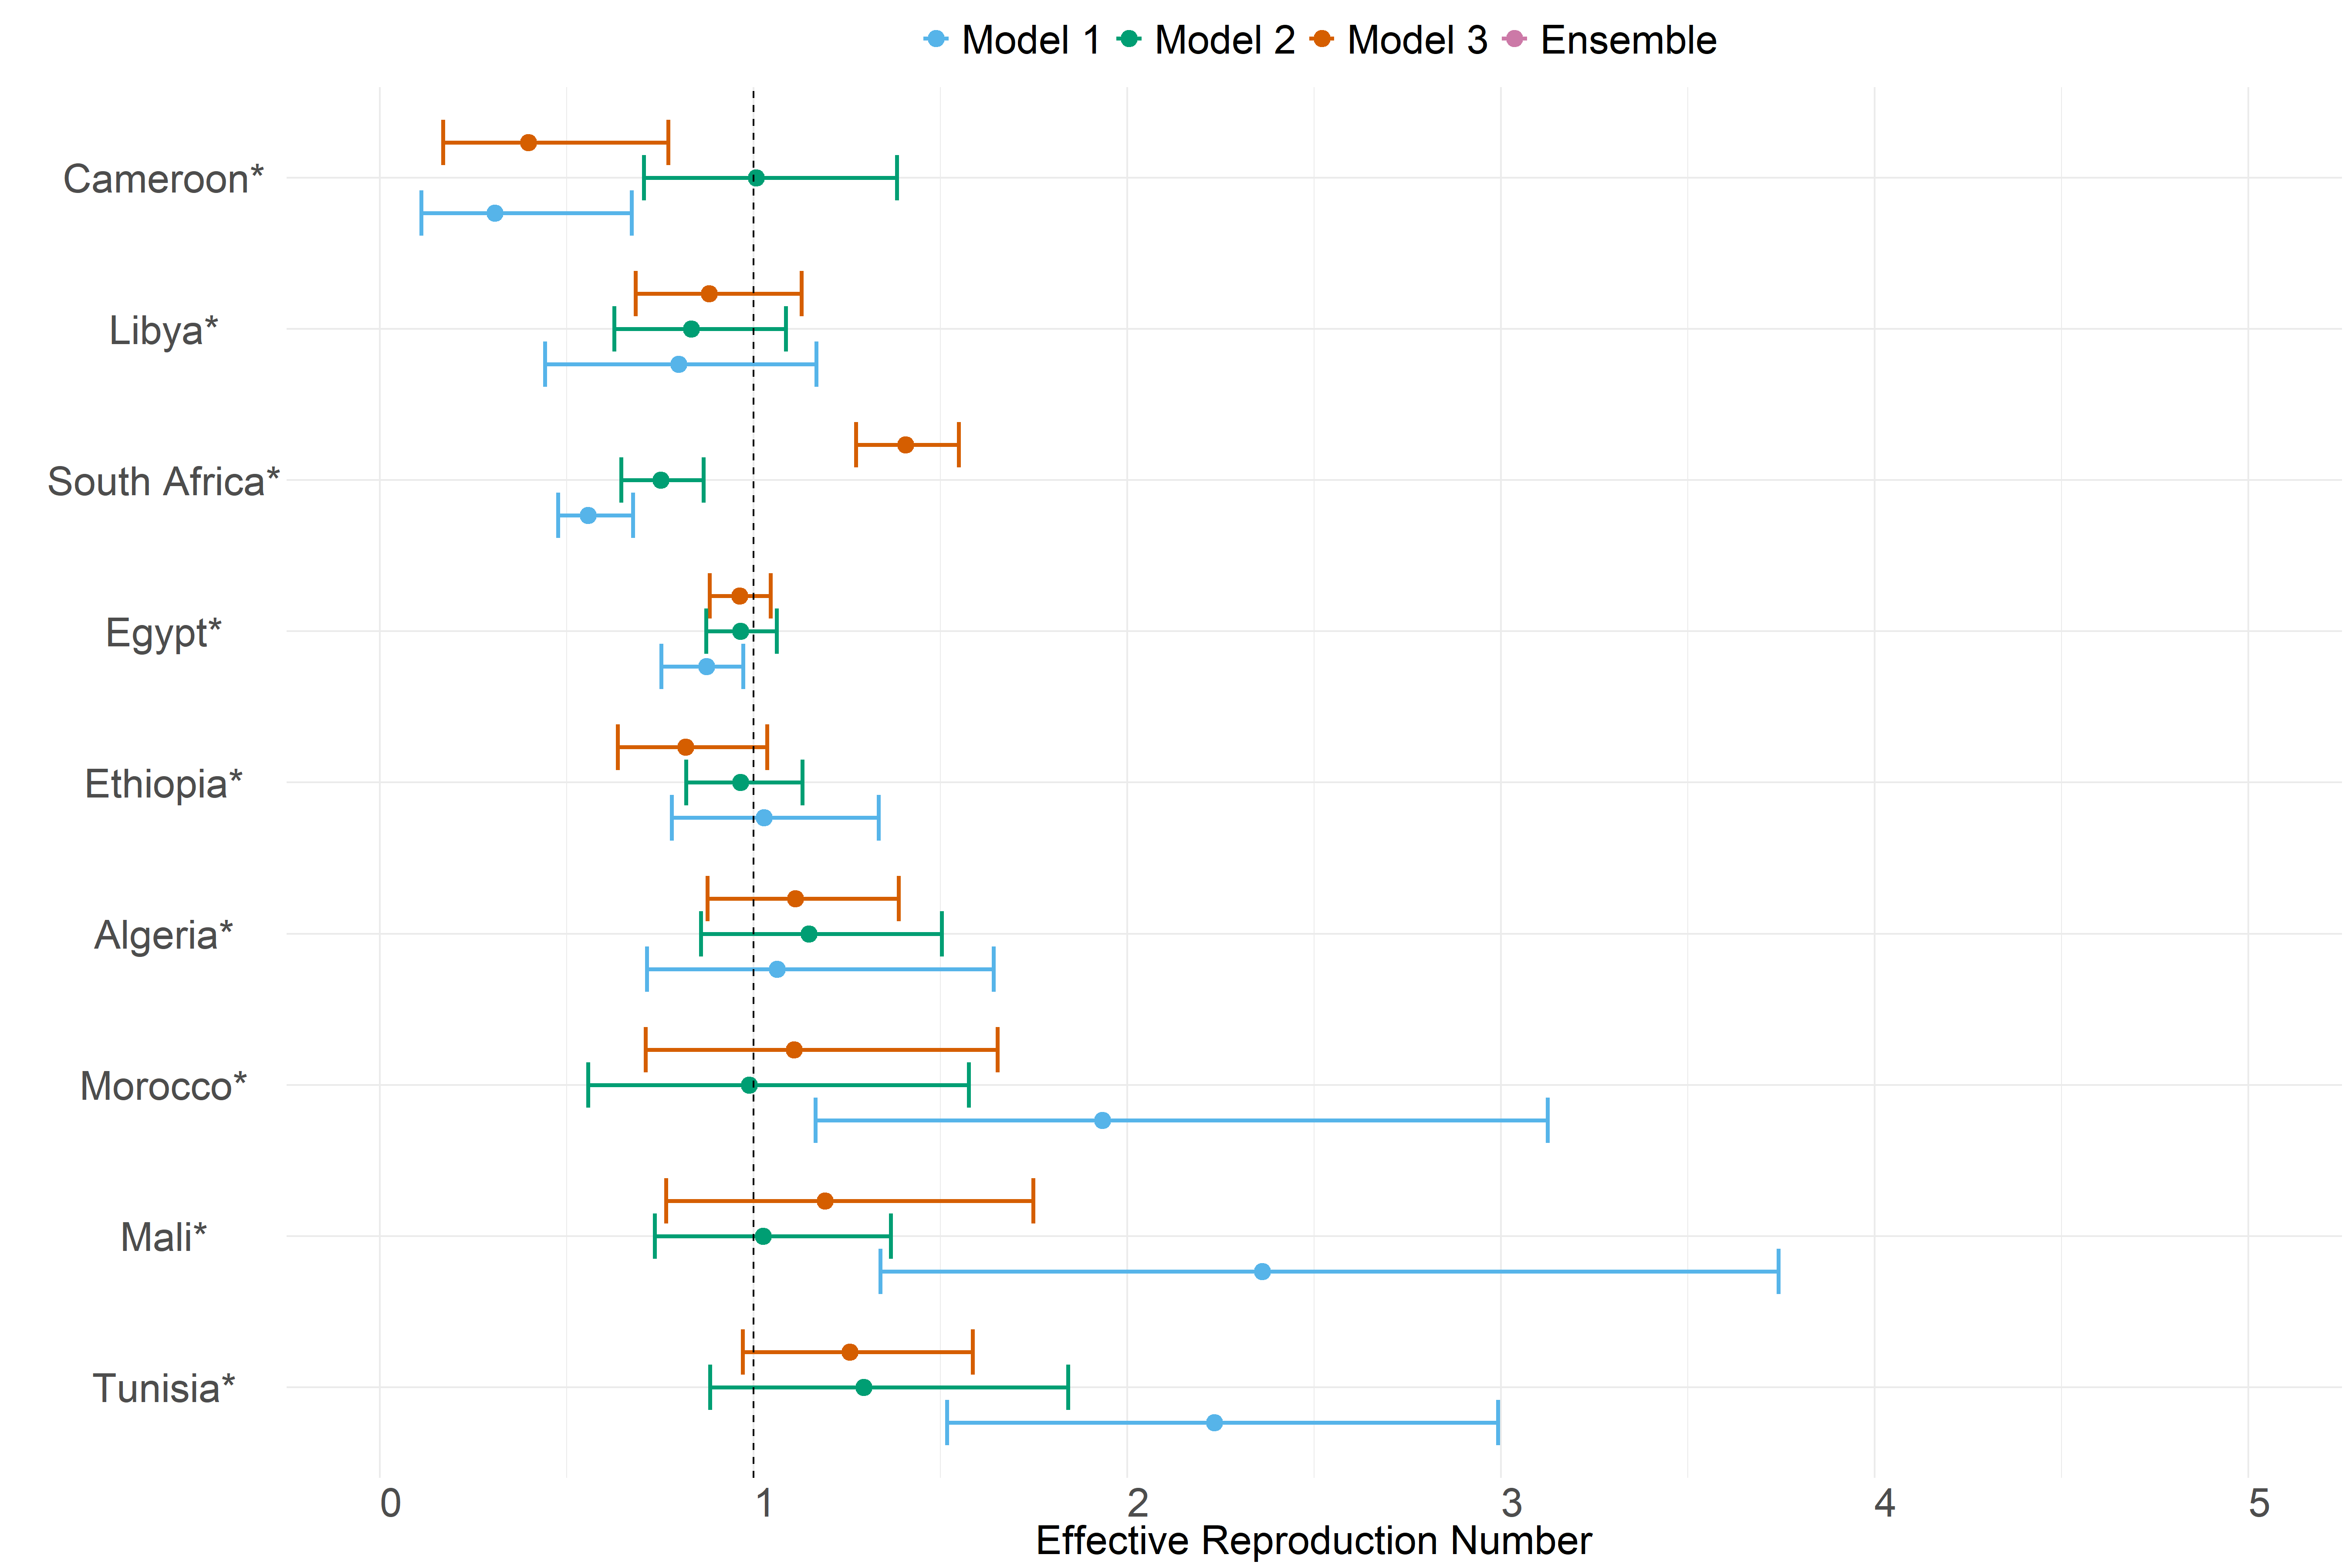 Model 1 Model 2 Model 3 Ensemble
Cameroon*
Libya*
South Africa*
Egypt*
Ethiopia*
Algeria*
Morocco*
Mali*
Tunisia*
0 1 2 3 4 5
Effective Reproduction Number